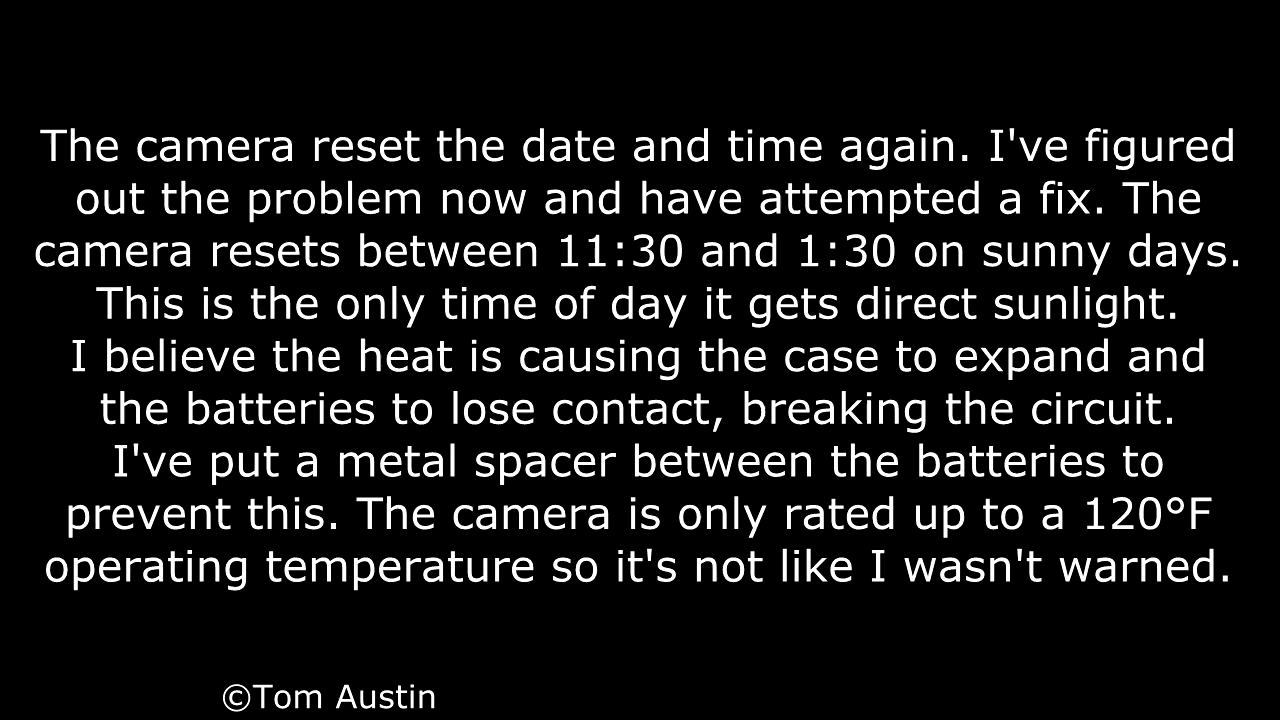 The camera reset the date and time again. I've figured
out the problem now and have attempted a fix. The
camera resets between 11:30 and 1:30 on sunny days.
This is the only time of day it gets direct sunlight.
I believe the heat is causing the case to expand and
the batteries to lose contact, breaking the circuit.
I've put a metal spacer between the batteries to
prevent this. The camera is only rated up to a 120°F
operating temperature so it's not like I wasn't warned.
©Tom Austin